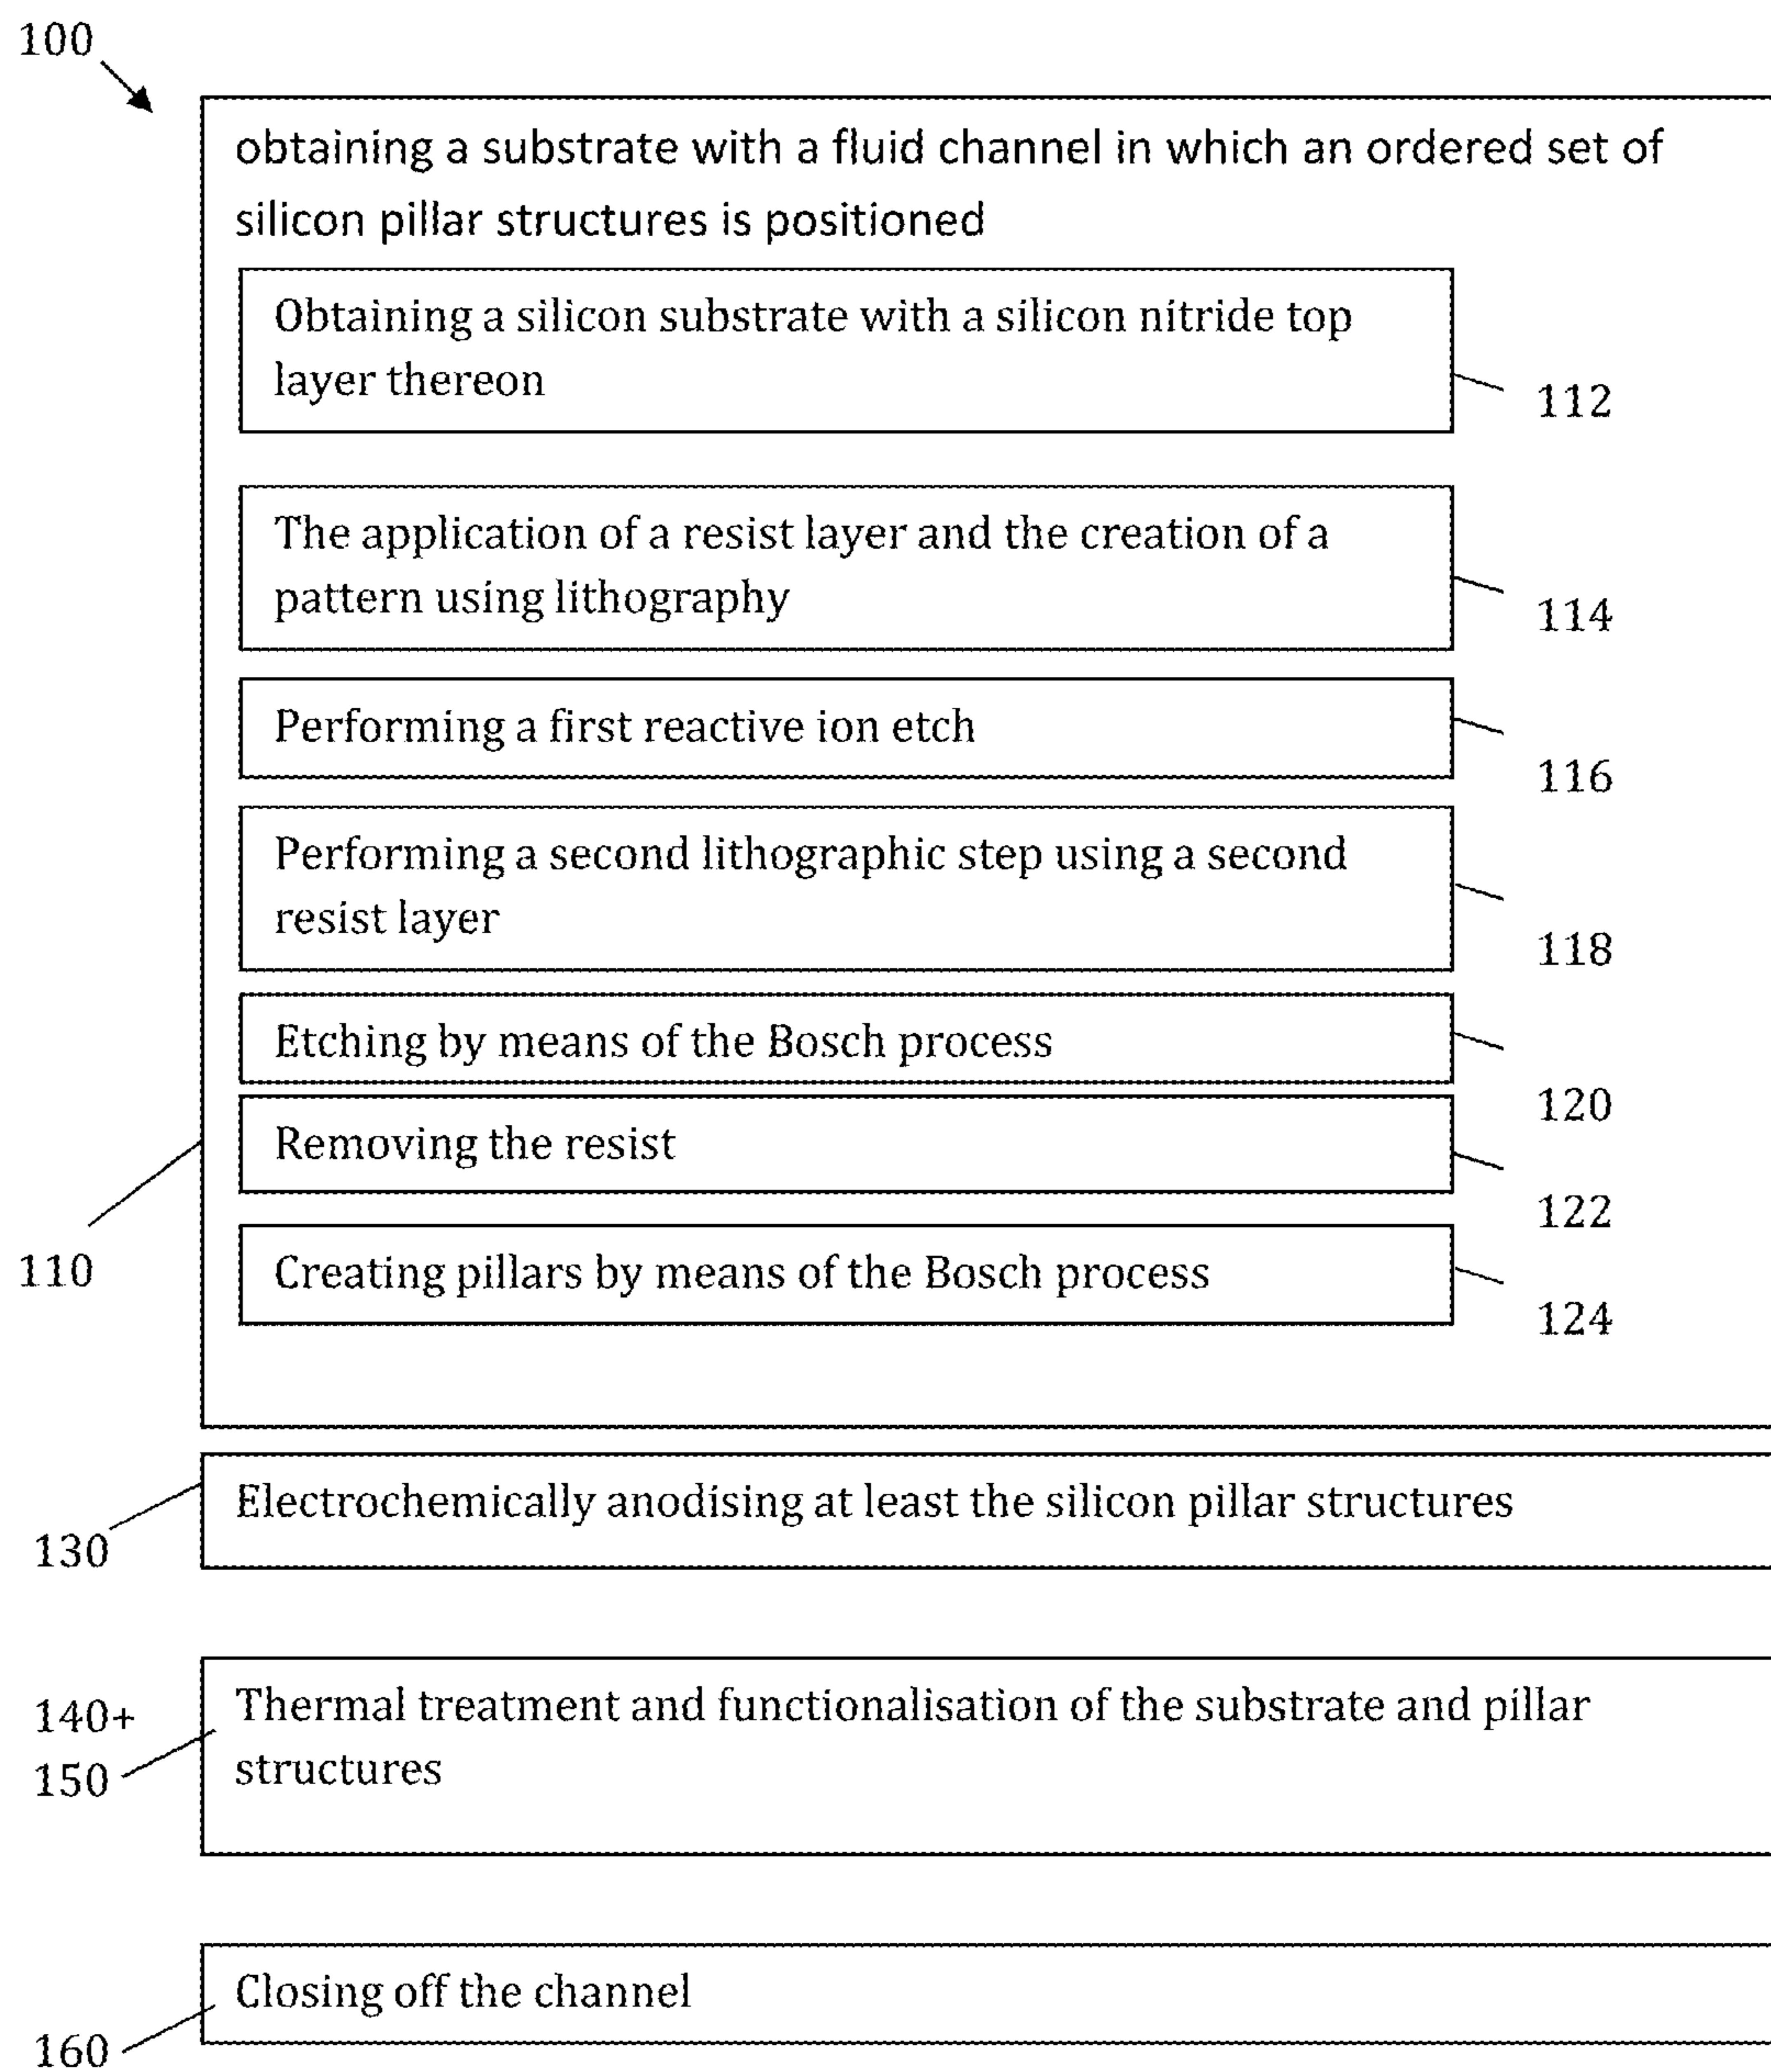 100
obtaining a substrate with a fluid channel in which an ordered set of
silicon pillar structures is positioned
Obtaining a silicon substrate with a silicon nitride top
layer thereon
112
The application of a resist layer and the creation of a
pattern using lithography
114
Performing a first reactive ion etch
116
Performing a second lithographic step using a second
resist layer
118
Etching by means of the Bosch process
120
Removing the resist
122
110
Creating pillars by means of the Bosch process
124
Electrochemically anodising at least the silicon pillar structures
130
140+
150
Thermal treatment and functionalisation of the substrate and pillar
structures
Closing off the channel
160